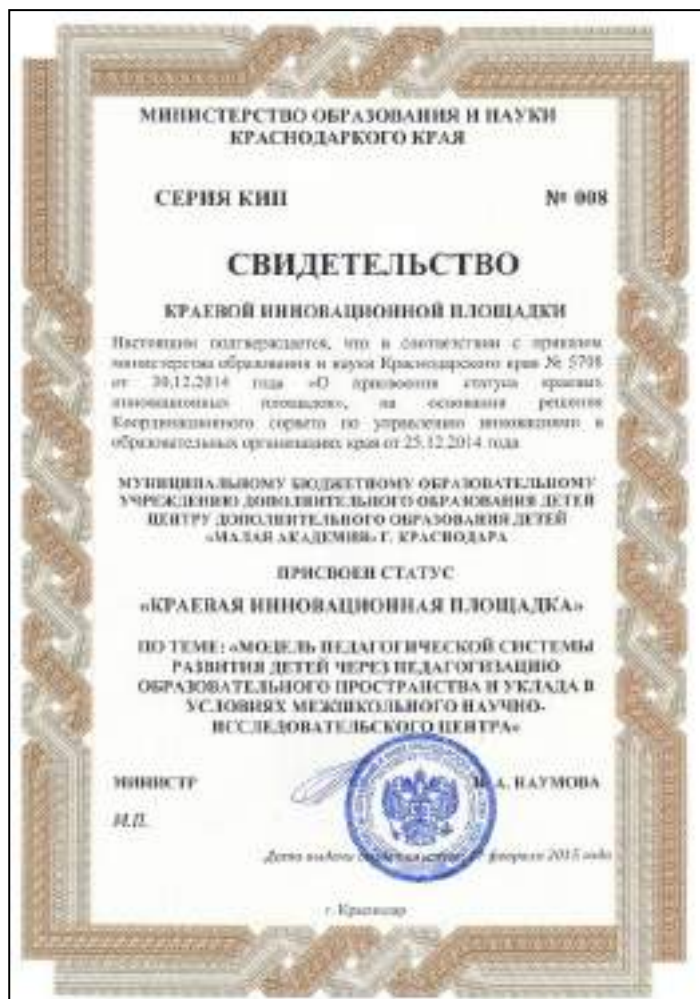 МИНИСТЕРСТВО ОБРАЗОВАНИЯ И НАУКИ
КРАСНОДАРКОГО КРАЯ
СЕРИЯ КИП № 008
СВИДЕТЕЛЬСТВО
КРАЕВОЙ ИННОВАЦИОННОЙ ПЛОЩАДКИ
Настоящим подтверждается, что в соответствии с приказом
министерства образования и науки Краснодарского края № 5708
от 30.12.2014 года «О присвоении статуса краевых
инновационных площадок», на основании решения
Координационного совета по управлению инновациями в
образовательных организациях края от 25.12.2014 года
МУНИЦИПАЛЬНОМУ БЮДЖЕТНОМУ ОБРАЗОВАТЕЛЬНОМУ
УЧРЕЖДЕНИЮ ДОПОЛНИТЕЛЬНОГО ОБРАЗОВАНИЯ ДЕТЕЙ
ЦЕНТРУ ДОПОЛНИТЕЛЬНОГО ОБРАЗОВАНИЯ ДЕТЕЙ
«МАЛАЯ АКАДЕМИЯ» Г. КРАСНОДАРА
ПРИСВОЕН СТАТУС
«КРАЕВАЯ ИННОВАЦИОННАЯ ПЛОЩАДКА»
ПО ТЕМЕ: «МОДЕЛЬ ПЕДАГОГИЧЕСКОЙ СИСТЕМЫ
РАЗВИТИЯ ДЕТЕЙ ЧЕРЕЗ ПЕДАГОГИЗАЦИЮ
ОБРАЗОВАТЕЛЬНОГО ПРОСТРАНСТВА И УКЛАДА В
УСЛОВИЯХ МЕЖШКОЛЬНОГО НАУЧНО-
ИССЛЕДОВАТЕЛЬСКОГО ЦЕНТРА»
МИНИСТР А. НАУМОВА
М.П.
Дата выдачи февраля 2015 года
г. Краснодар